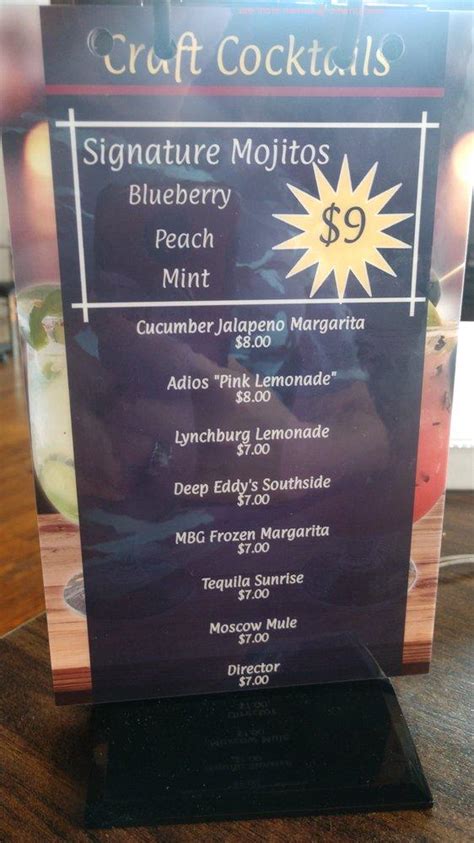 Craft Cocktails
Signature Mojitos
Blueberry
Peach
Mint
$9
Cucumber Jalapeno Margarita
$8.00
Adios "Pink Lemonade"
$8.00
Lynchburg Lemonade
$7.00
Deep Eddy's Southside
$7.00
MBG Frozen Margarita
$7.00
Tequila Sunrise
$7.00
Moscow Mule
$7.00
Director
$7.00